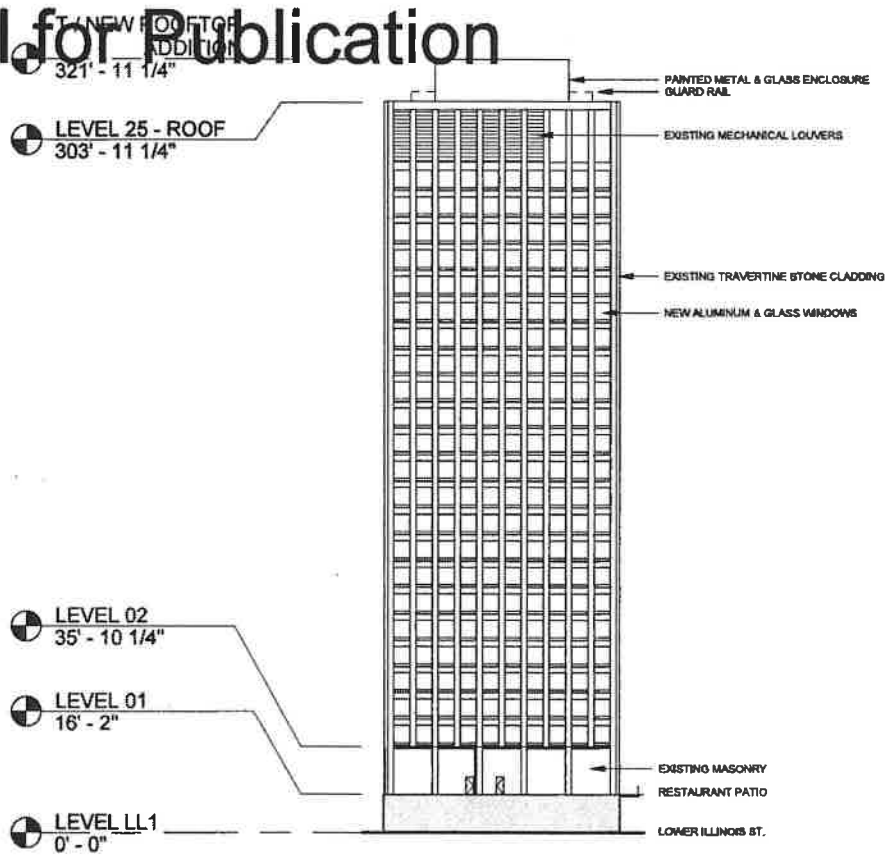 l for Publication
T / NEW ROOFTOP
ADDITION
321' - 11 1/4"
LEVEL 25 - ROOF
303' - 11 1/4"
LEVEL 02
35' - 10 1/4"
LEVEL 01
16' - 2"
LEVEL LL1
0' - 0"
PAINTED METAL & GLASS ENCLOSURE
GUARD RAIL
EXISTING MECHANICAL LOUVERS
EXISTING TRAVERTINE STONE CLADDING
NEW ALUMINUM & GLASS WINDOWS
EXISTING MASONRY
RESTAURANT PATIO
LOWER ILLINOIS ST.